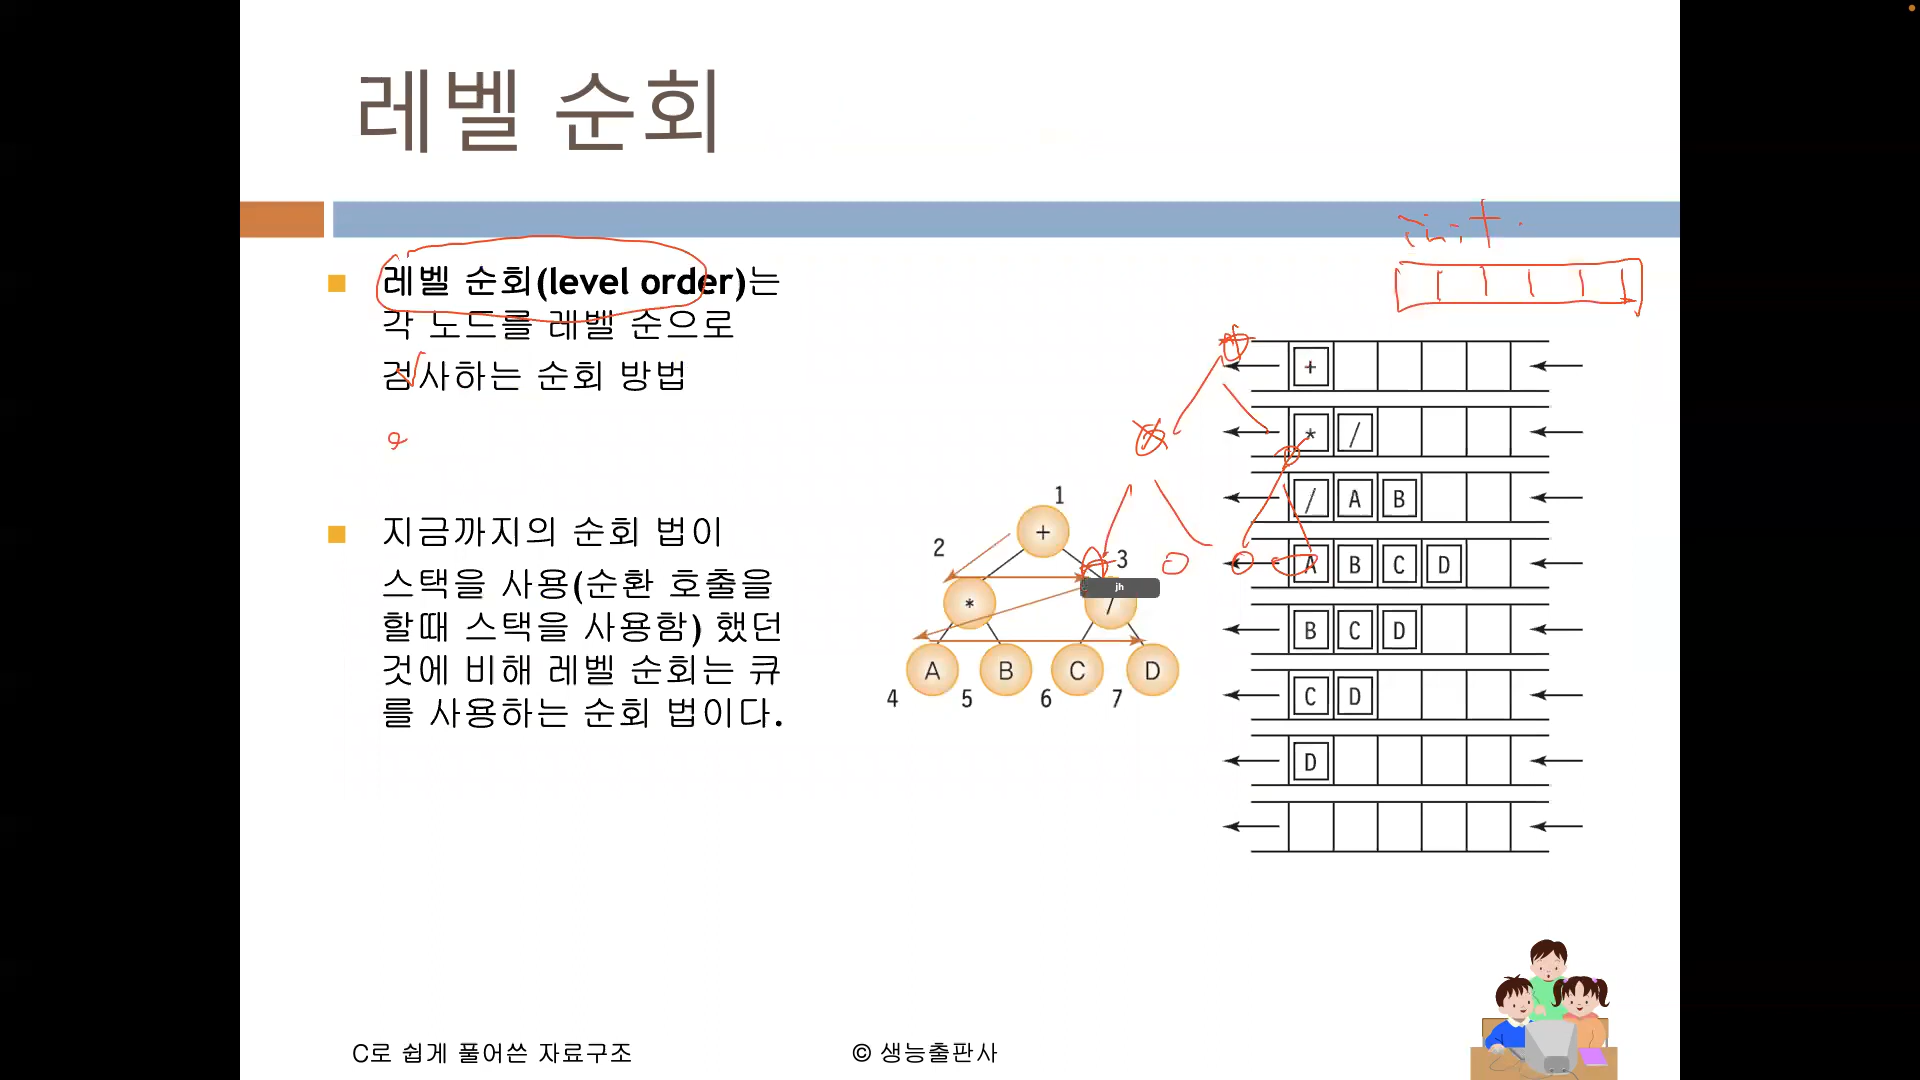 레벨 순회
init
레벨 순회(level order)는
각 노드를 레벨 순으로
검사하는 순회 방법
지금까지의 순회 법이
스택을 사용(순환 호출을
할때 스택을 사용함) 했던
것에 비해 레벨 순회는 큐
를 사용하는 순회 법이다.
1
+
2
3
jh
*
/
A
B
C
D
4
5
6
7
+
* /
/ A B
A B C D
B C D
C D
D
C로 쉽게 풀어쓴 자료구조
© 생능출판사